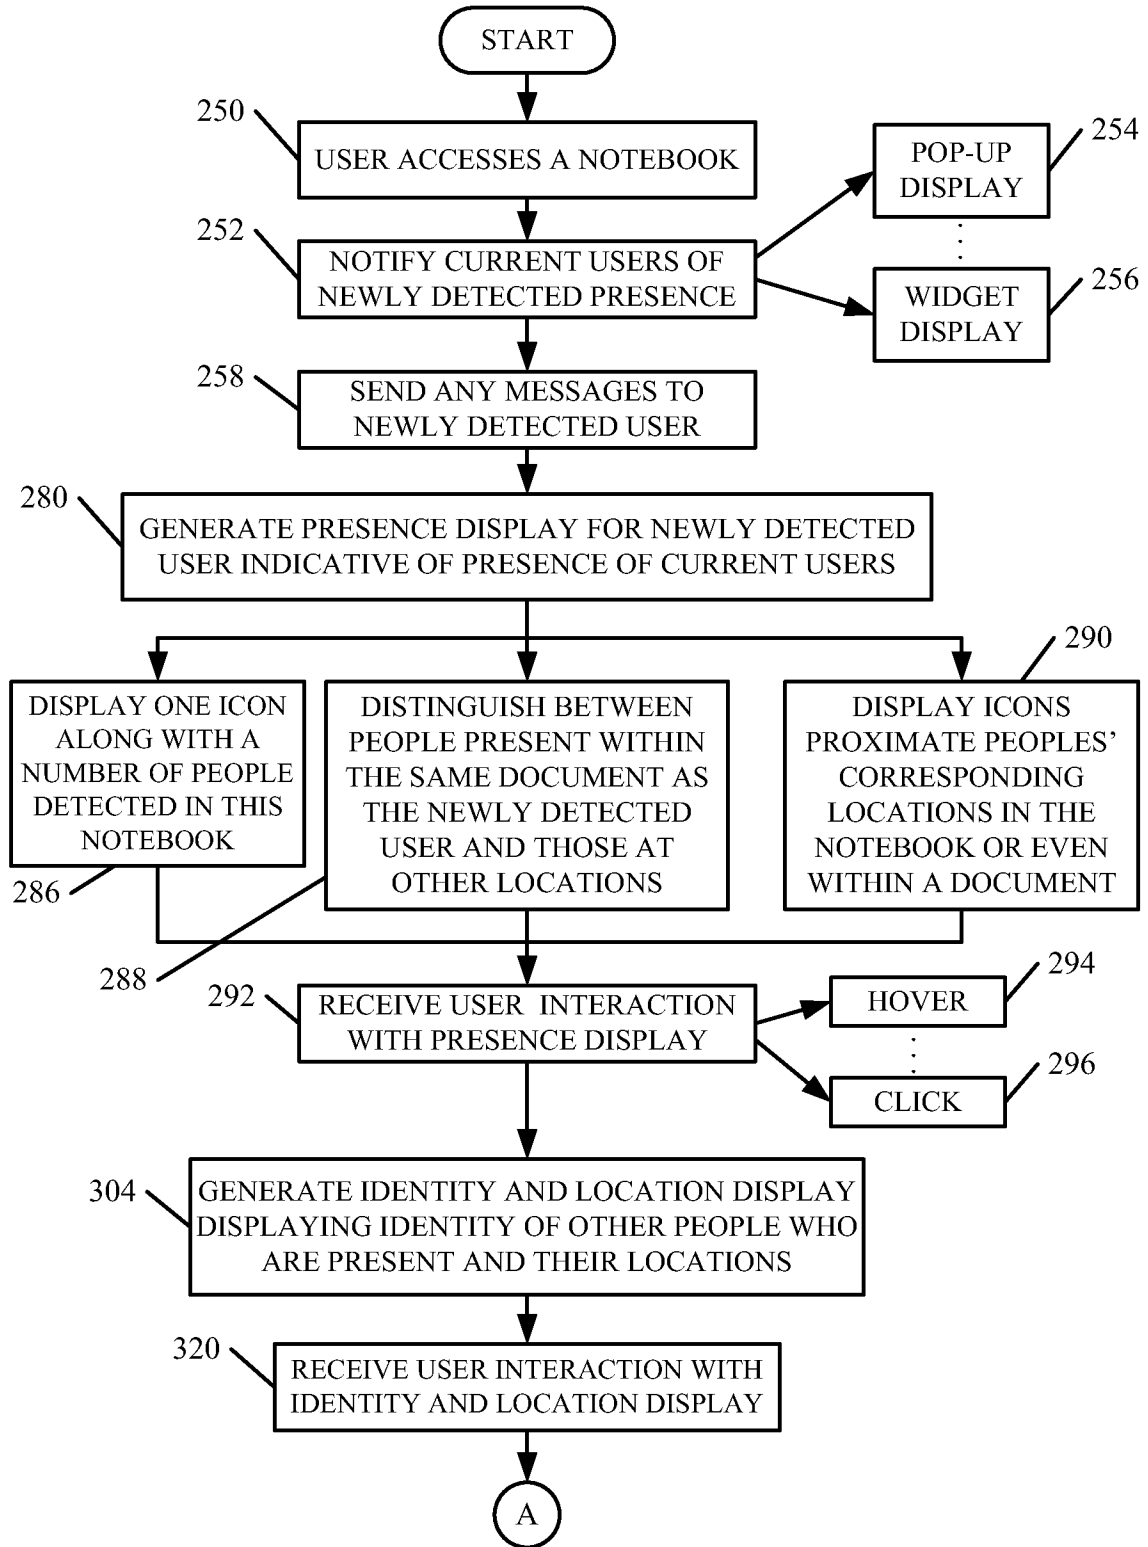 START
250
USER ACCESSES A NOTEBOOK
254
POP-UP
DISPLAY
252
NOTIFY CURRENT USERS OF
NEWLY DETECTED PRESENCE
256
WIDGET
DISPLAY
258
SEND ANY MESSAGES TO
NEWLY DETECTED USER
280
GENERATE PRESENCE DISPLAY FOR NEWLY DETECTED
USER INDICATIVE OF PRESENCE OF CURRENT USERS
DISPLAY ONE ICON
ALONG WITH A
NUMBER OF PEOPLE
DETECTED IN THIS
NOTEBOOK
286
DISTINGUISH BETWEEN
PEOPLE PRESENT WITHIN
THE SAME DOCUMENT AS
THE NEWLY DETECTED
USER AND THOSE AT
OTHER LOCATIONS
288
290
DISPLAY ICONS
PROXIMATE PEOPLES’
CORRESPONDING
LOCATIONS IN THE
NOTEBOOK OR EVEN
WITHIN A DOCUMENT
292
RECEIVE USER INTERACTION
WITH PRESENCE DISPLAY
294
HOVER
296
CLICK
304
GENERATE IDENTITY AND LOCATION DISPLAY
DISPLAYING IDENTITY OF OTHER PEOPLE WHO
ARE PRESENT AND THEIR LOCATIONS
320
RECEIVE USER INTERACTION WITH
IDENTITY AND LOCATION DISPLAY
A